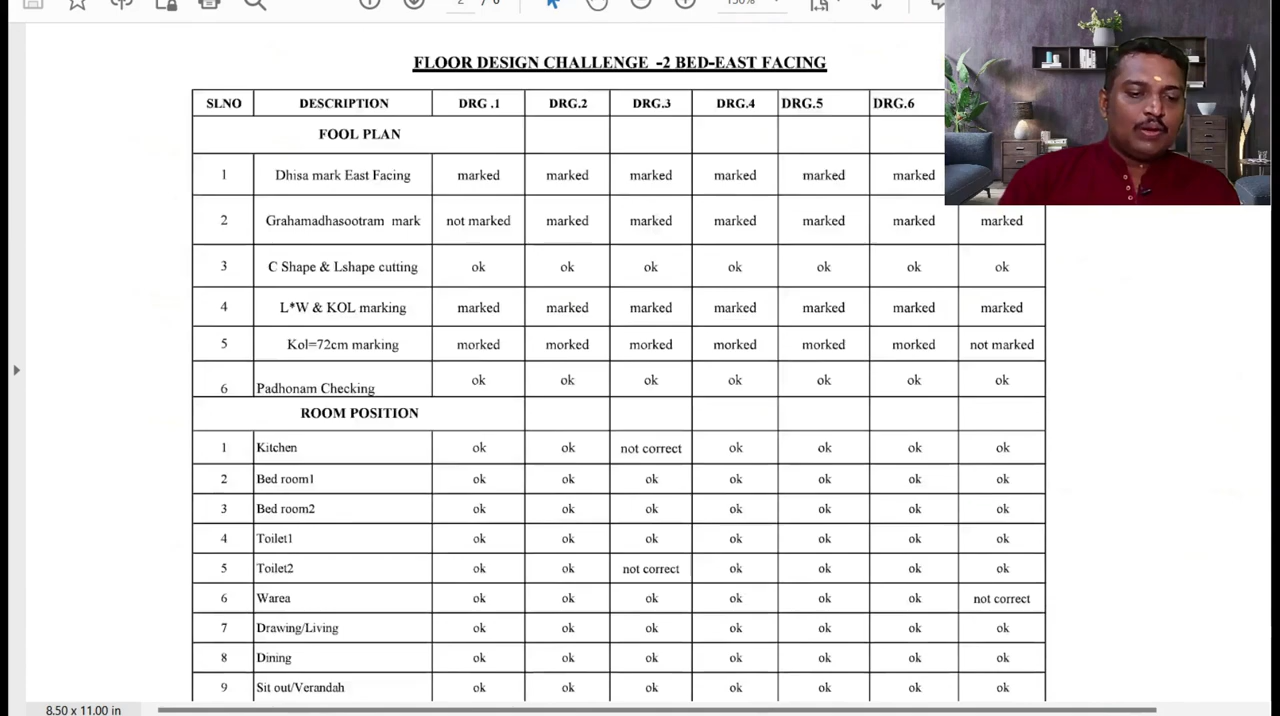 FLOOR DESIGN CHALLENGE -2 BED-EAST FACING
SLNO DESCRIPTION DRG .1 DRG.2 DRG.3 DRG.4 DRG.5 DRG.6
FOOL PLAN
1 Dhisa mark East Facing marked marked marked marked marked marked
2 Grahamadhasootram mark not marked marked marked marked marked marked marked
3 C Shape & Lshape cutting ok ok ok ok ok ok ok
4 L*W & KOL marking marked marked marked marked marked marked marked
5 Kol=72cm marking morked morked morked morked morked morked not marked
6 Padhonam Checking ok ok ok ok ok ok ok
ROOM POSITION
1 Kitchen ok ok not correct ok ok ok ok
2 Bed room1 ok ok ok ok ok ok ok
3 Bed room2 ok ok ok ok ok ok ok
4 Toilet1 ok ok ok ok ok ok ok
5 Toilet2 ok ok not correct ok ok ok ok
6 Warea ok ok ok ok ok ok not correct
7 Drawing/Living ok ok ok ok ok ok ok
8 Dining ok ok ok ok ok ok ok
9 Sit out/Verandah ok ok ok ok ok ok ok
8.50 x 11.00 in